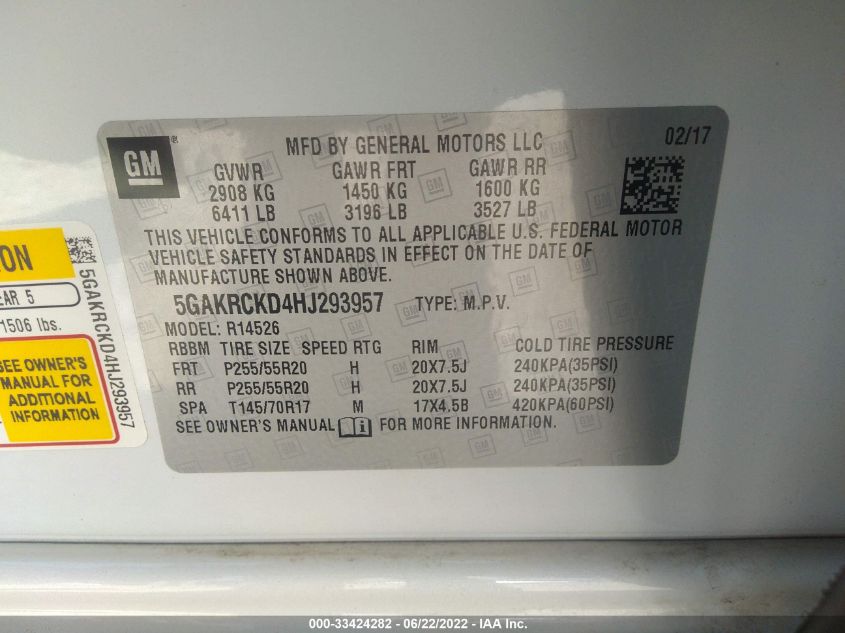 GM
®
MFD BY GENERAL MOTORS LLC
02/17
GVWR GAWR FRT GAWR RR
2908 KG 1450 KG 1600 KG
6411 LB 3196 LB 3527 LB
THIS VEHICLE CONFORMS TO ALL APPLICABLE U.S. FEDERAL MOTOR
VEHICLE SAFETY STANDARDS IN EFFECT ON THE DATE OF
MANUFACTURE SHOWN ABOVE.
5GAKRCKD4HJ293957 TYPE: M.P.V.
MODEL: R14526
RBBM TIRE SIZE SPEED RTG RIM COLD TIRE PRESSURE
FRT P255/55R20 H 20X7.5J 240KPA(35PSI)
RR P255/55R20 H 20X7.5J 240KPA(35PSI)
SPA T145/70R17 M 17X4.5B 420KPA(60PSI)
SEE OWNER'S MANUAL FOR MORE INFORMATION.
ON
EAR 5
1506 lbs.
SEE OWNER'S
MANUAL FOR
ADDITIONAL
INFORMATION
5GAKRCKD4HJ293957
000-33424282 - 06/22/2022 - IAA Inc.